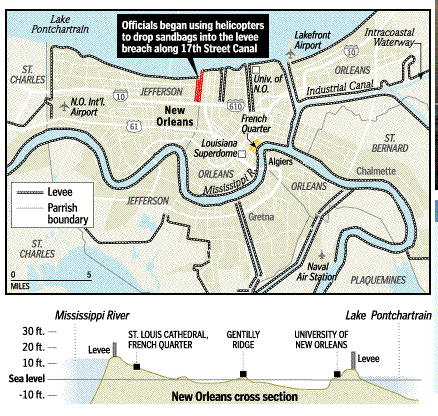 Lake
Pontchartrain
Officials began using helicopters
to drop sandbags into the levee
breach along 17th Street Canal
Lakefront
Airport
Intracoastal
Waterway
ST.
CHARLES
10
N.O. Int'l.
Airport
JEFFERSON
10
Univ. of
N.O.
ORLEANS
Industrial Canal
61
New
Orleans
610
French
Quarter
Louisiana
Superdome
ST.
BERNARD
Algiers
Chalmette
Mississippi R.
ORLEANS
ORLEANS
Levee
Parrish
boundary
JEFFERSON
Gretna
ST.
CHARLES
0 5
MILES
Naval
Air Station
PLAQUEMINES
Mississippi River
Lake Pontchartrain
30 ft.
20 ft.
10 ft.
Sea level
-10 ft.
Levee
ST. LOUIS CATHEDRAL,
FRENCH QUARTER
GENTILLY
RIDGE
UNIVERSITY OF
NEW ORLEANS
Levee
New Orleans cross section